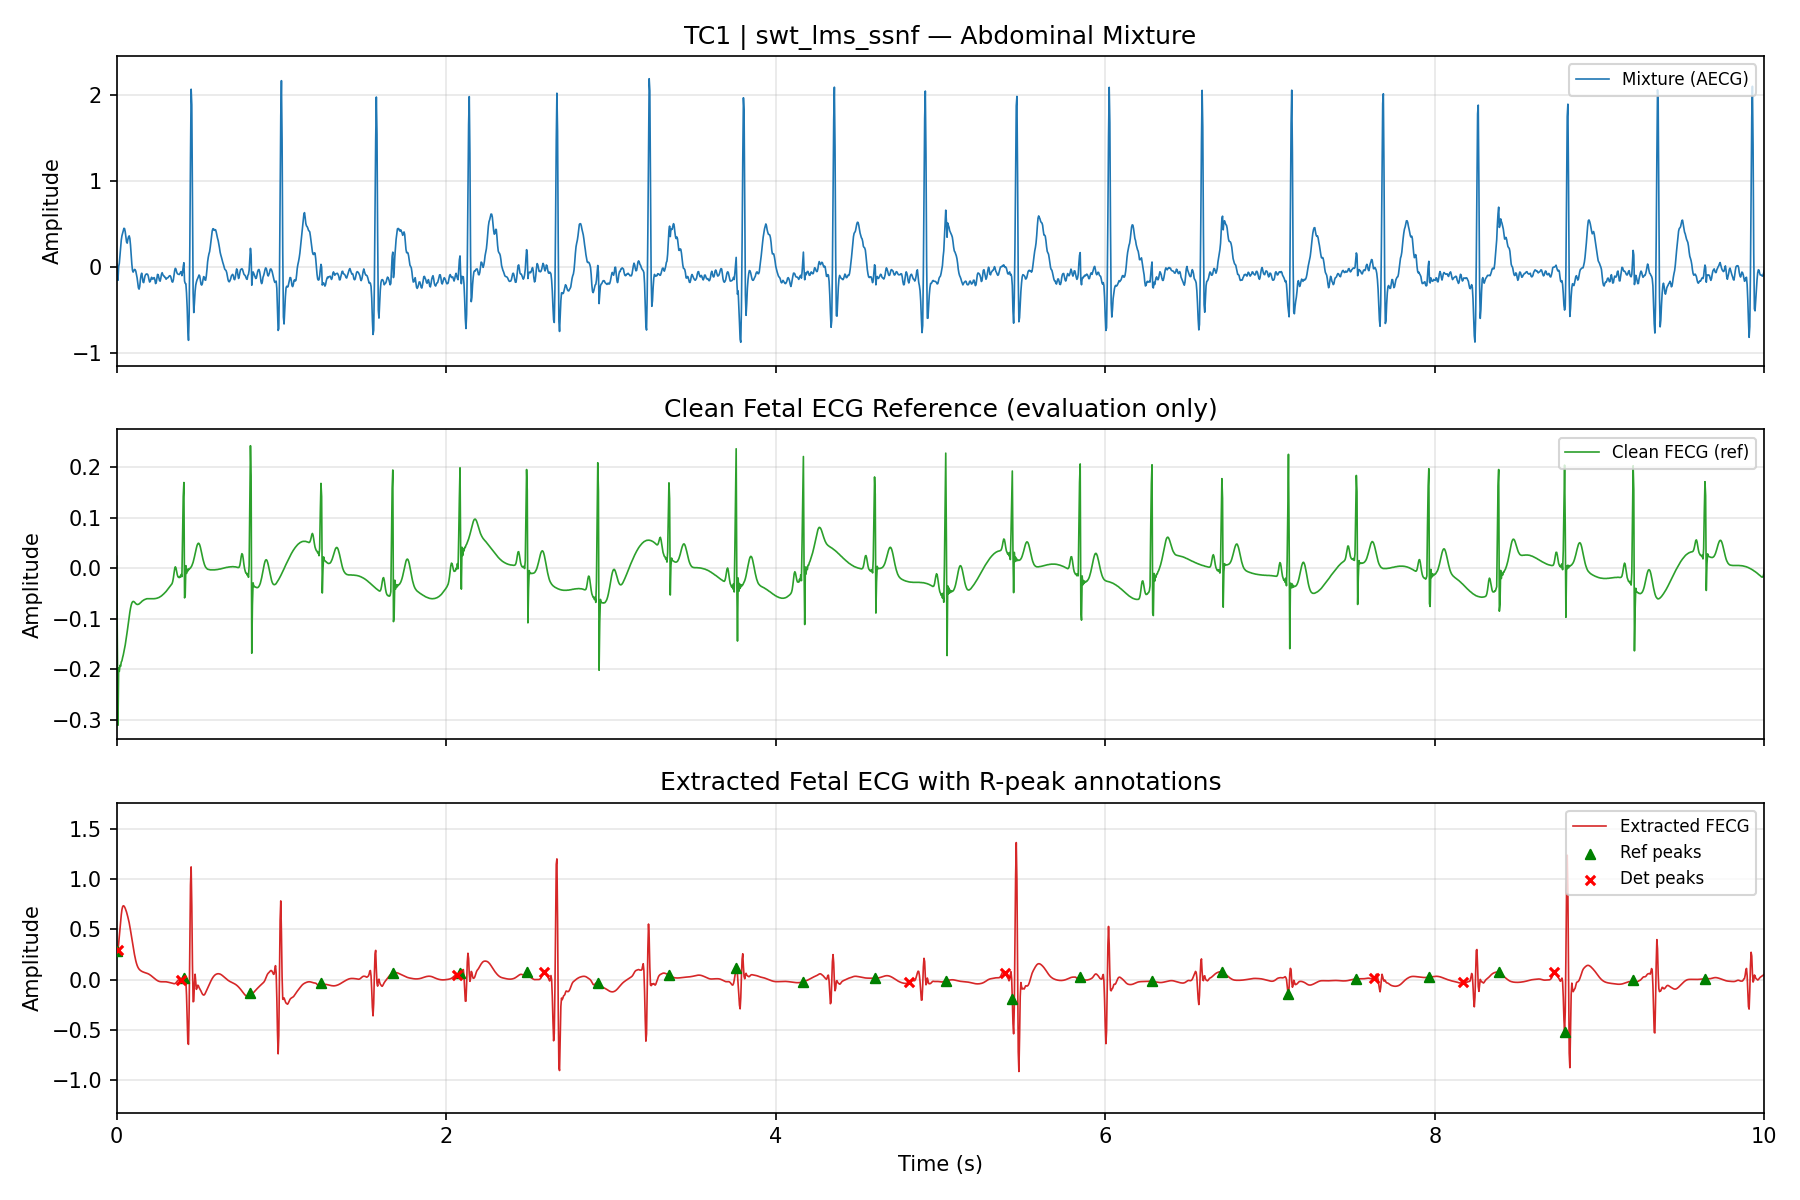 TC1 | swt_lms_ssnf — Abdominal Mixture
Mixture (AECG)
Amplitude
2
1
0
−1
Clean Fetal ECG Reference (evaluation only)
Clean FECG (ref)
Amplitude
0.2
0.1
0.0
−0.1
−0.2
−0.3
Extracted Fetal ECG with R-peak annotations
Extracted FECG
Ref peaks
Det peaks
Amplitude
1.5
1.0
0.5
0.0
−0.5
−1.0
0 2 4 6 8 10
Time (s)